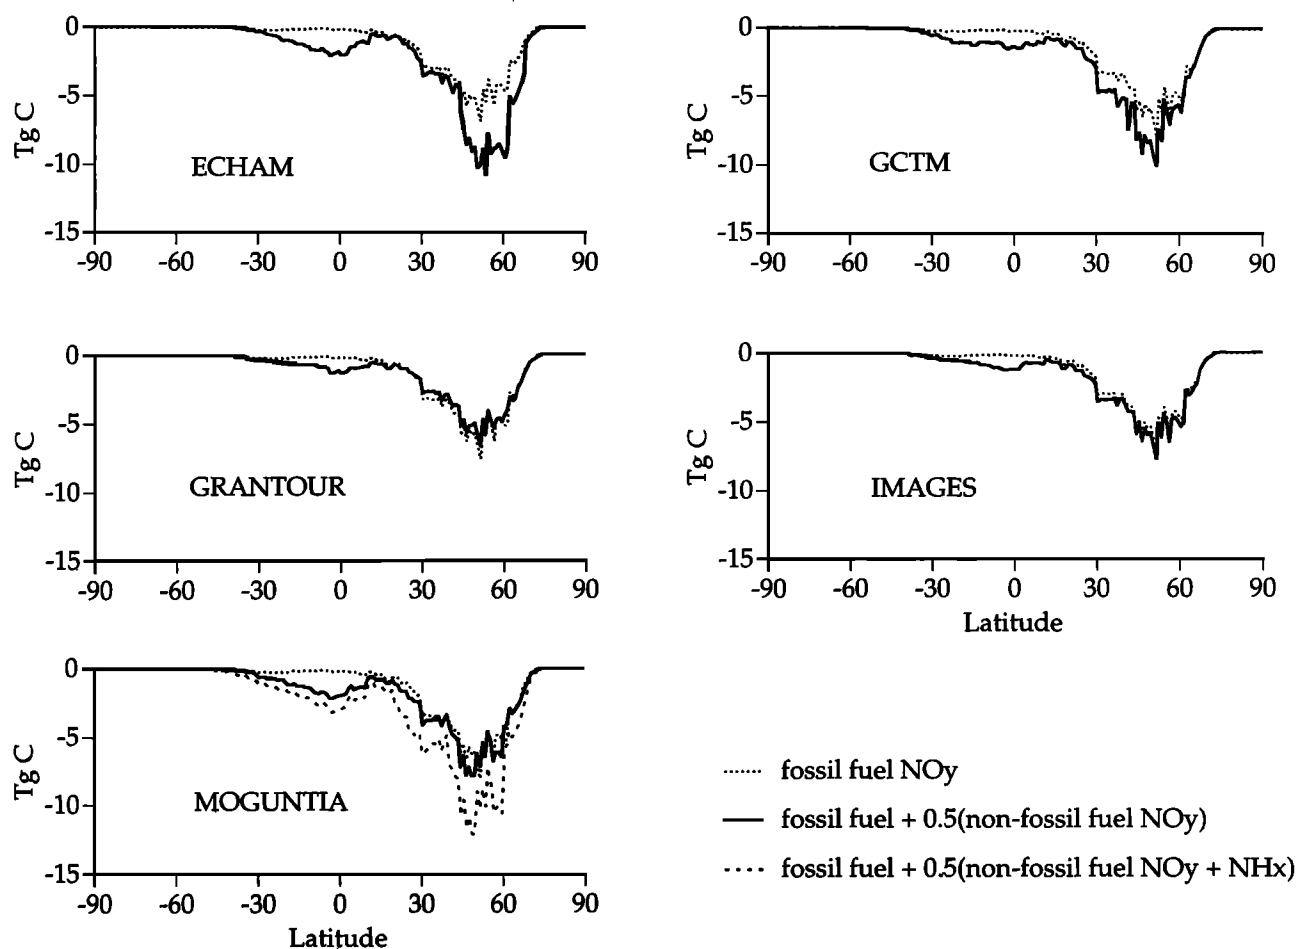 0
-5
-10
-15
Tg C
ECHAM
-90 -60 -30 0 30 60 90
0
-5
-10
-15
Tg C
GCTM
-90 -60 -30 0 30 60 90
0
-5
-10
-15
Tg C
GRANTOUR
-90 -60 -30 0 30 60 90
0
-5
-10
-15
Tg C
IMAGES
-90 -60 -30 0 30 60 90
Latitude
0
-5
-10
-15
Tg C
MOGUNTIA
-90 -60 -30 0 30 60 90
Latitude
fossil fuel NOy
fossil fuel + 0.5(non-fossil fuel NOy)
fossil fuel + 0.5(non-fossil fuel NOy + NHx)